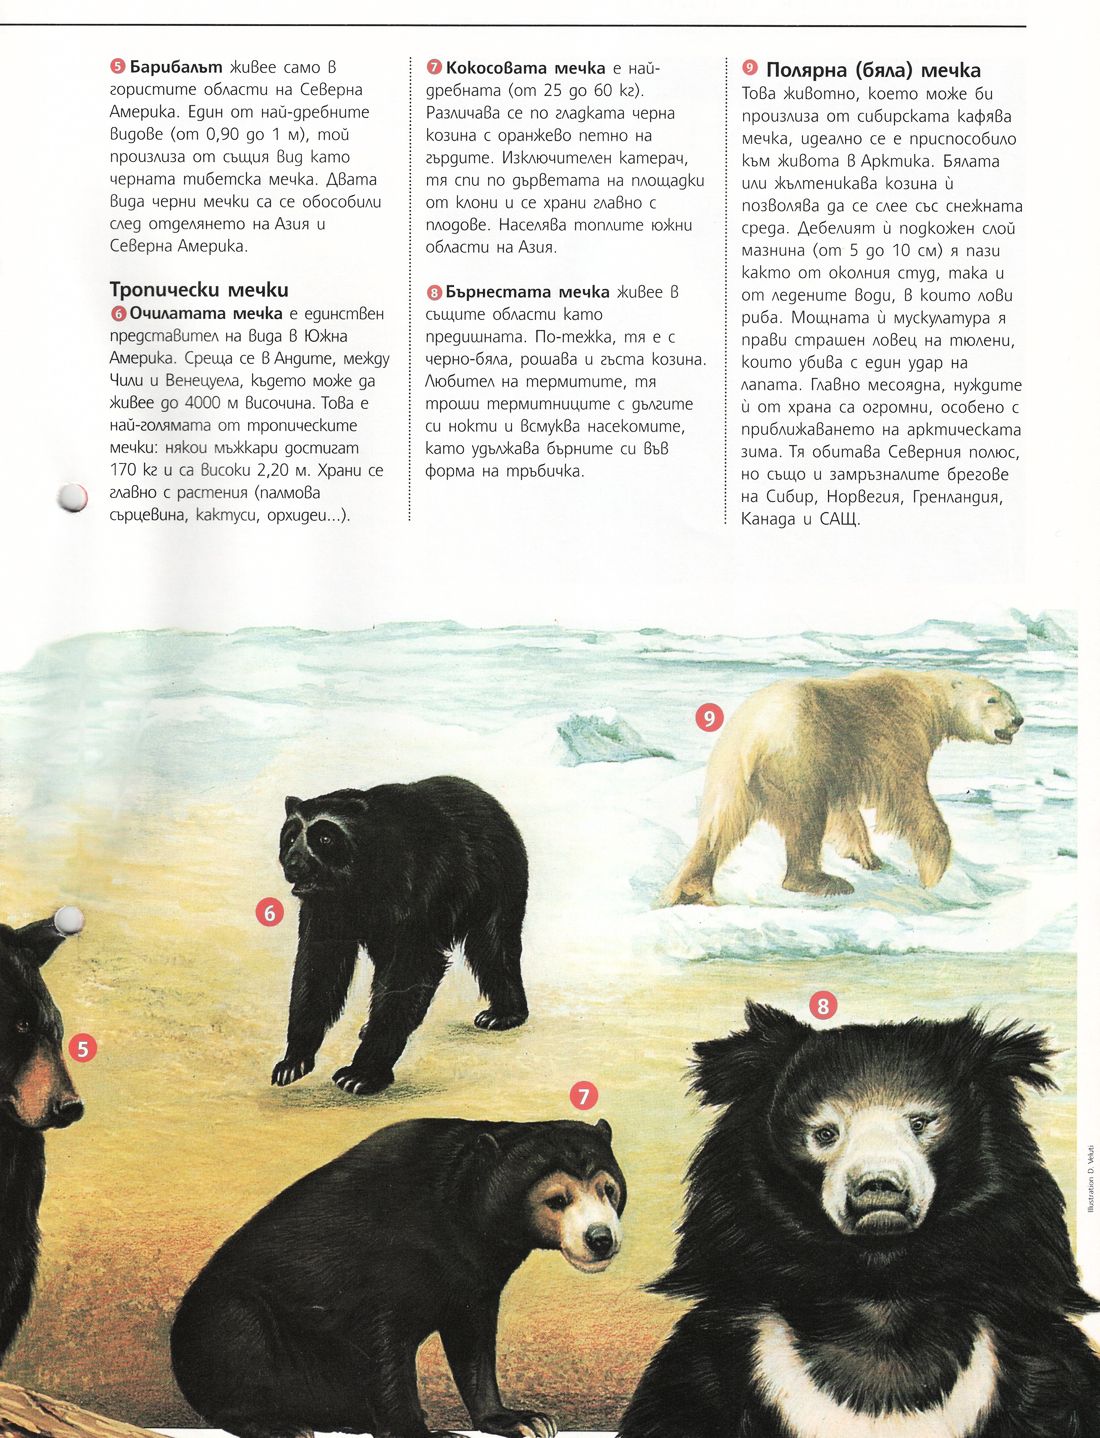 5 Барибалът живее само в
гористите области на Северна
Америка. Един от най-дребните
видове (от 0,90 до 1 м), той
произлиза от същия вид като
черната тибетска мечка. Двата
вида черни мечки са се обособили
след отделянето на Азия и
Северна Америка.
Тропически мечки
6 Очилатата мечка е единствен
представител на вида в Южна
Америка. Среща се в Андите, между
Чили и Венецуела, където може да
живее до 4000 м височина. Това е
най-голямата от тропическите
мечки: някои мъжкари достигат
170 кг и са високи 2,20 м. Храни се
главно с растения (палмова
сърцевина, кактуси, орхидеи...).
7 Кокосовата мечка е най-
дребната (от 25 до 60 кг).
Различава се по гладката черна
козина с оранжево петно на
гърдите. Изключителен катерач,
тя спи по дърветата на площадки
от клони и се храни главно с
плодове. Населява топлите южни
области на Азия.
8 Бърнестата мечка живее в
същите области като
предишната. По-тежка, тя е с
черно-бяла, рошава и гъста козина.
Любител на термитите, тя
троши термитниците с дългите
си нокти и всмуква насекомите,
като удължава бърните си във
форма на тръбичка.
9 Полярна (бяла) мечка
Това животно, което може би
произлиза от сибирската кафява
мечка, идеално се е приспособило
към живота в Арктика. Бялата
или жълтеникава козина ѝ
позволява да се слее със снежната
среда. Дебелият ѝ подкожен слой
мазнина (от 5 до 10 см) я пази
както от околния студ, така и
от ледените води, в които лови
риба. Мощната ѝ мускулатура я
прави страшен ловец на тюлени,
които убива с един удар на
лапата. Главно месоядна, нуждите
ѝ от храна са огромни, особено с
приближаването на арктическата
зима. Тя обитава Северния полюс,
но също и замръзналите брегове
на Сибир, Норвегия, Гренландия,
Канада и САЩ.
9
6
8
5
7
Illustration D. Veluti